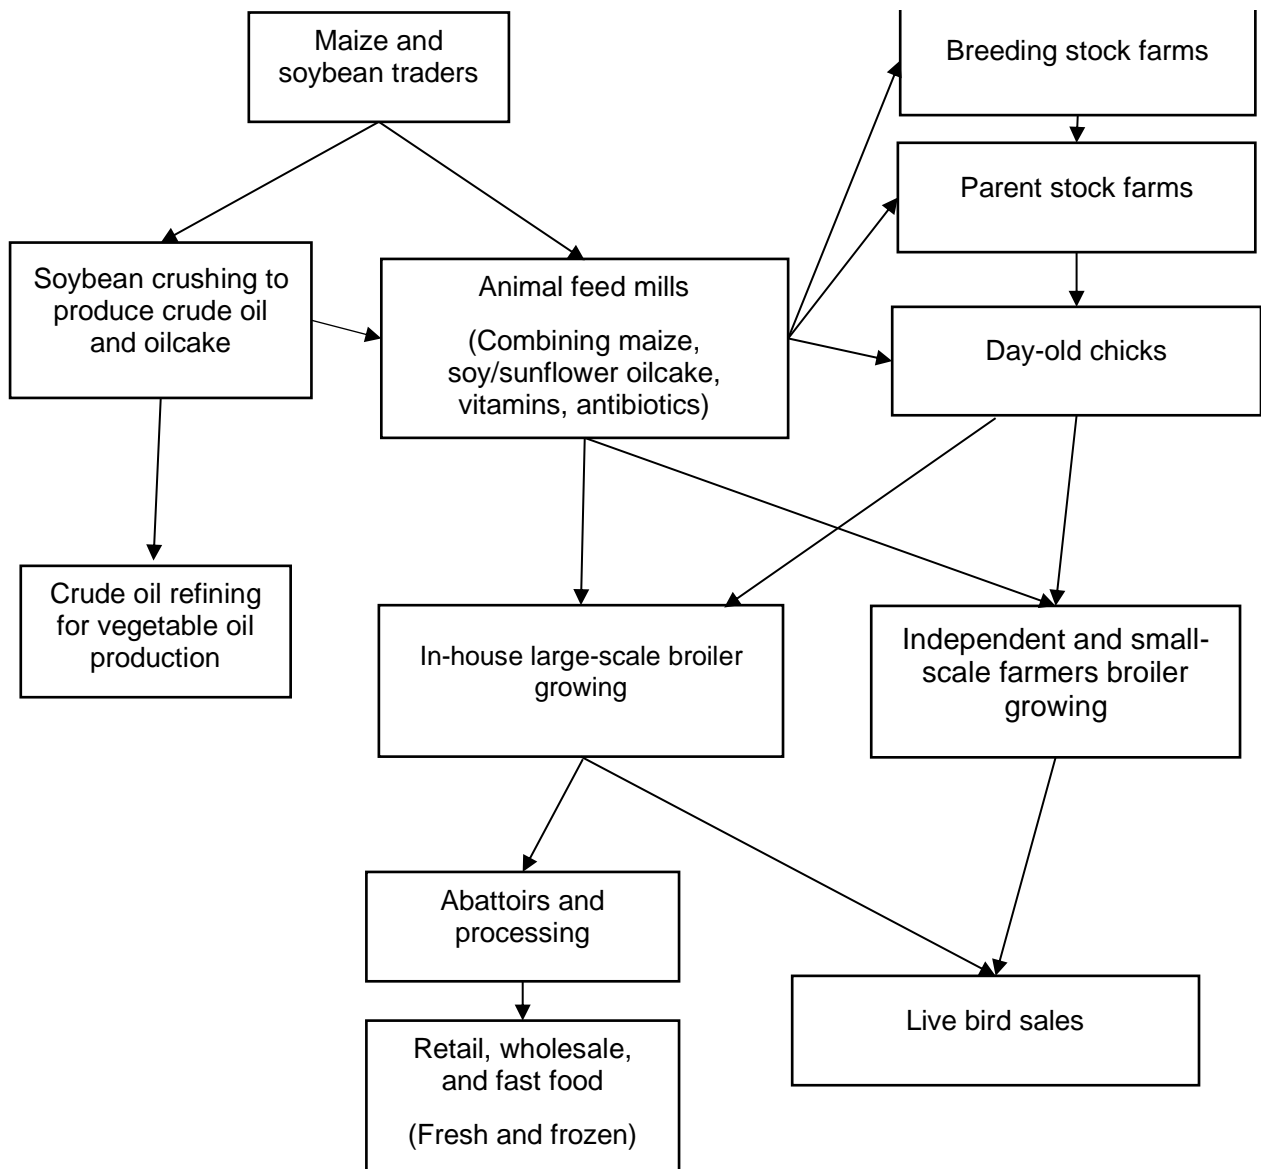 Maize and
soybean traders
Breeding stock farms
Parent stock farms
Soybean crushing to
produce crude oil
and oilcake
Animal feed mills
(Combining maize,
soy/sunflower oilcake,
vitamins, antibiotics)
Day-old chicks
Crude oil refining
for vegetable oil
production
In-house large-scale broiler
growing
Independent and small-
scale farmers broiler
growing
Abattoirs and
processing
Live bird sales
Retail, wholesale,
and fast food
(Fresh and frozen)